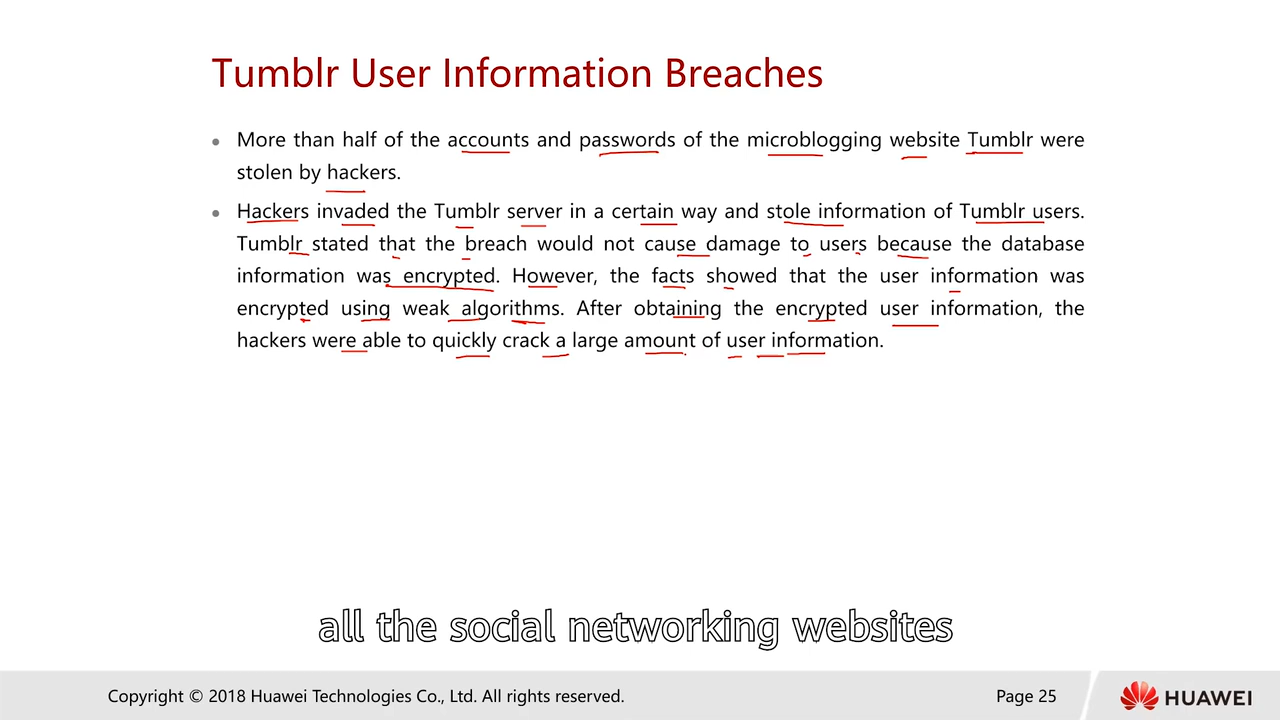 Tumblr User Information Breaches
• More than half of the accounts and passwords of the microblogging website Tumblr were
stolen by hackers.
• Hackers invaded the Tumblr server in a certain way and stole information of Tumblr users.
Tumblr stated that the breach would not cause damage to users because the database
information was encrypted. However, the facts showed that the user information was
encrypted using weak algorithms. After obtaining the encrypted user information, the
hackers were able to quickly crack a large amount of user information.
all the social networking websites
Copyright © 2018 Huawei Technologies Co., Ltd. All rights reserved.
Page 25
HUAWEI